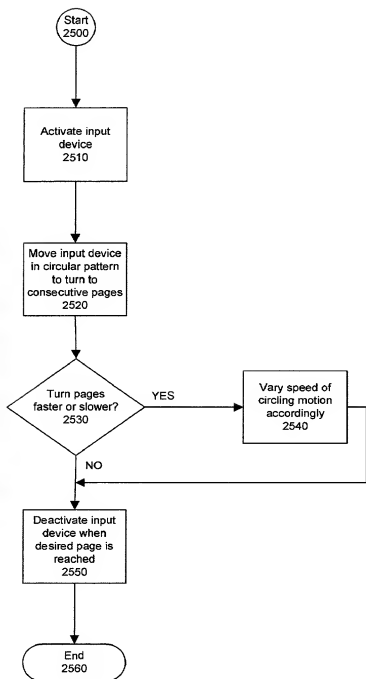 Start
2500
Activate input
device
2510
Move input device
in circular pattern
to turn to
consecutive pages
2520
Turn pages
faster or slower?
2530
YES
Vary speed of
circling motion
accordingly
2540
NO
Deactivate input
device when
desired page is
reached
2550
End
2560